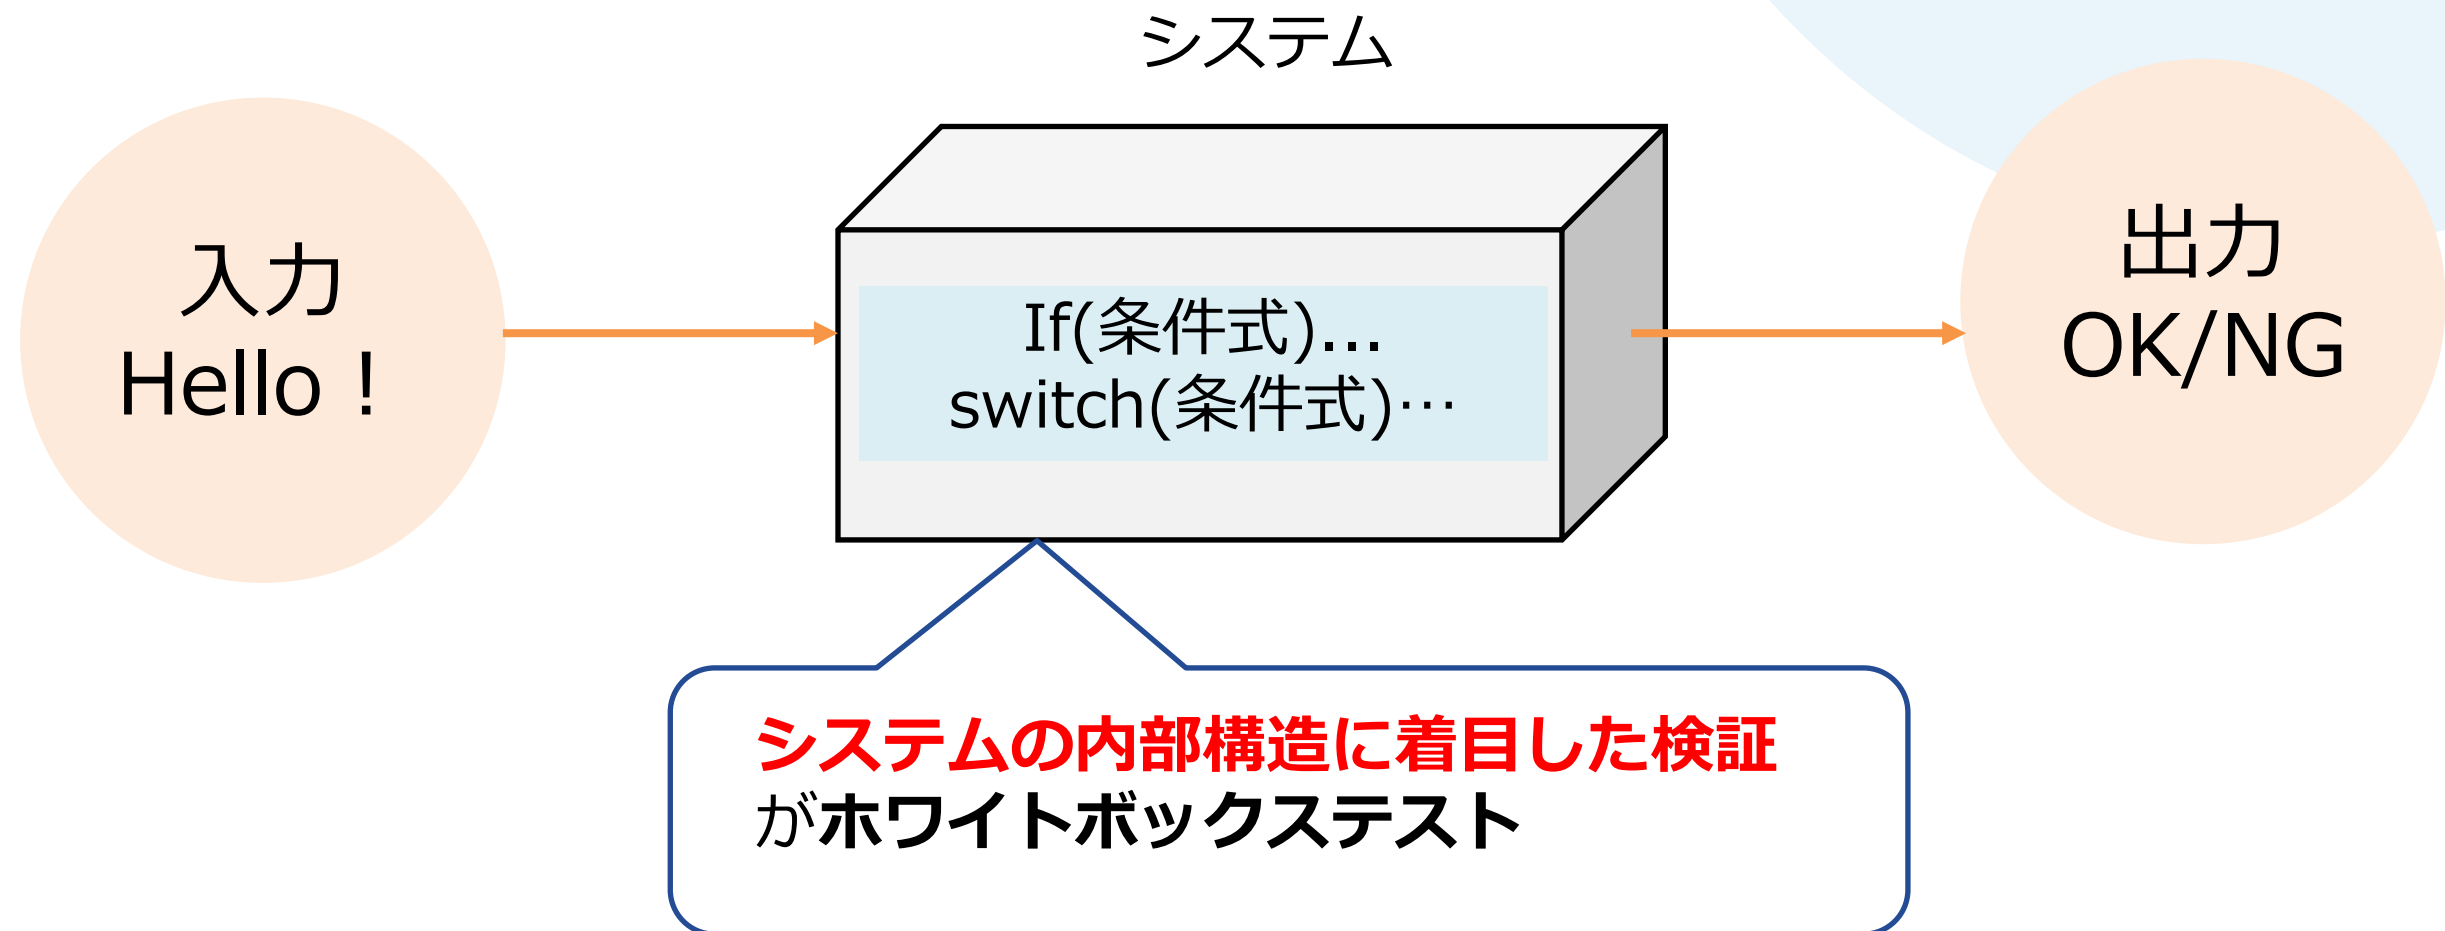 システム
入力
Hello！
If(条件式)...
switch(条件式)…
出力
OK/NG
システムの内部構造に着目した検証
がホワイトボックステスト